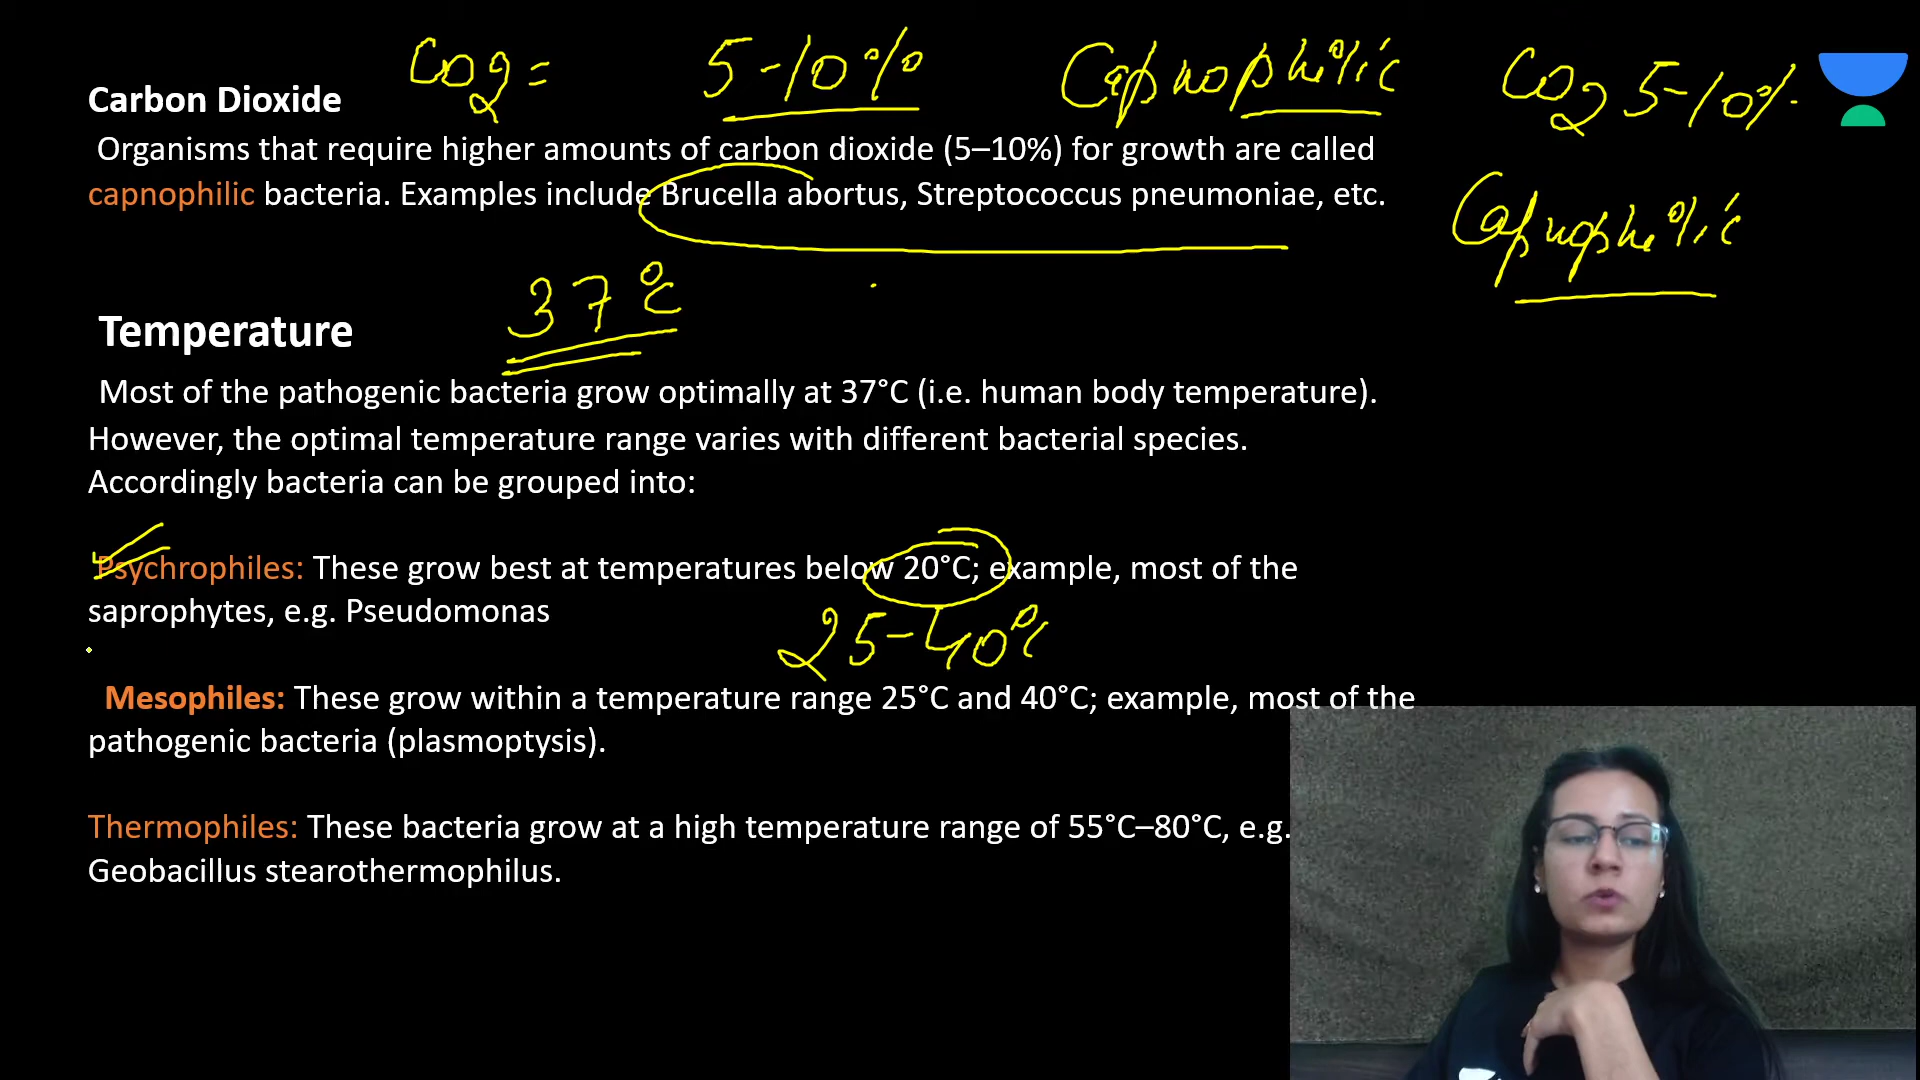 CO2 = 5-10% Capnophilic CO2 5-10%
Carbon Dioxide
Organisms that require higher amounts of carbon dioxide (5–10%) for growth are called
capnophilic bacteria. Examples include Brucella abortus, Streptococcus pneumoniae, etc.
Capnophilic
37°C
Temperature
Most of the pathogenic bacteria grow optimally at 37°C (i.e. human body temperature).
However, the optimal temperature range varies with different bacterial species.
Accordingly bacteria can be grouped into:
Psychrophiles: These grow best at temperatures below 20°C; example, most of the
saprophytes, e.g. Pseudomonas
25-40°C
Mesophiles: These grow within a temperature range 25°C and 40°C; example, most of the
pathogenic bacteria (plasmoptysis).
Thermophiles: These bacteria grow at a high temperature range of 55°C–80°C, e.g.
Geobacillus stearothermophilus.